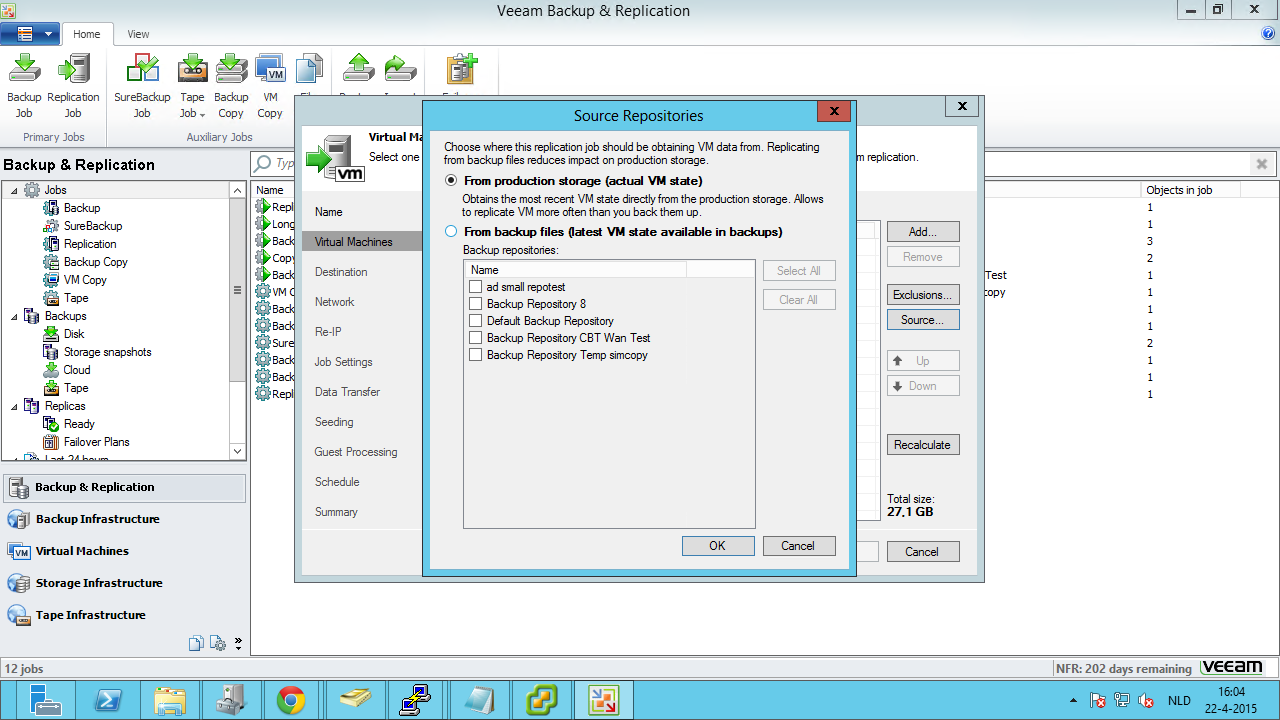 Veeam Backup & Replication
Home
View
Backup Job
Replication Job
SureBackup Job
Tape Job
Backup Copy
VM Copy
Primary Jobs
Auxiliary Jobs
Backup & Replication
Jobs
Backup
SureBackup
Replication
Backup Copy
VM Copy
Tape
Backups
Disk
Storage snapshots
Cloud
Tape
Replicas
Ready
Failover Plans
Last 24 hours
Backup & Replication
Backup Infrastructure
Virtual Machines
Storage Infrastructure
Tape Infrastructure
Name
Objects in job
Repl 1
Long 1
Back 3
Copy 2
Back Test 1
VM C copy 1
Back 1
Back 1
Sure 2
Back 1
Back 1
Repl 1
Virtual Ma
Select one m replication.
vm
Name
Virtual Machines
Destination
Network
Re-IP
Job Settings
Data Transfer
Seeding
Guest Processing
Schedule
Summary
Add...
Remove
Exclusions...
Source...
Up
Down
Recalculate
Total size:
27,1 GB
Cancel
Source Repositories
Choose where this replication job should be obtaining VM data from. Replicating
from backup files reduces impact on production storage.
From production storage (actual VM state)
Obtains the most recent VM state directly from the production storage. Allows
to replicate VM more often than you back them up.
From backup files (latest VM state available in backups)
Backup repositories:
Name
ad small repotest
Backup Repository 8
Default Backup Repository
Backup Repository CBT Wan Test
Backup Repository Temp simcopy
Select All
Clear All
OK
Cancel
12 jobs
NFR: 202 days remaining
veeam
NLD
16:04
22-4-2015